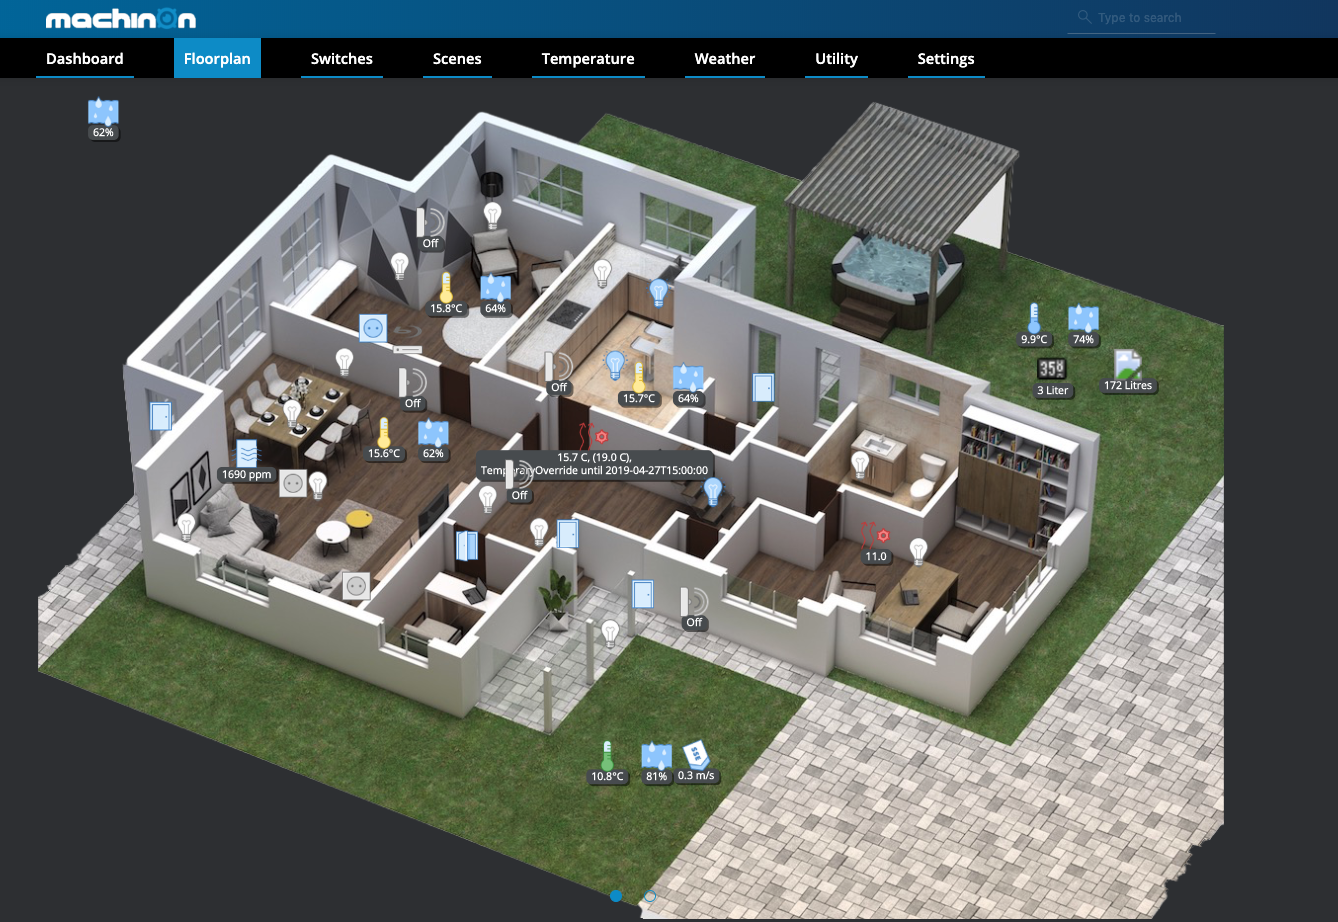 machinon
Type to search
Dashboard Floorplan Switches Scenes Temperature Weather Utility Settings
62%
Off
15.8°C 64%
9.9°C 74%
3 Liter 172 Litres
Off
Off
15.7°C 64%
15.6°C 62%
15.7 C, (19.0 C),
TemporaryOverride until 2019-04-27T15:00:00
1690 ppm
Off
11.0
Off
10.8°C 81% 0.3 m/s